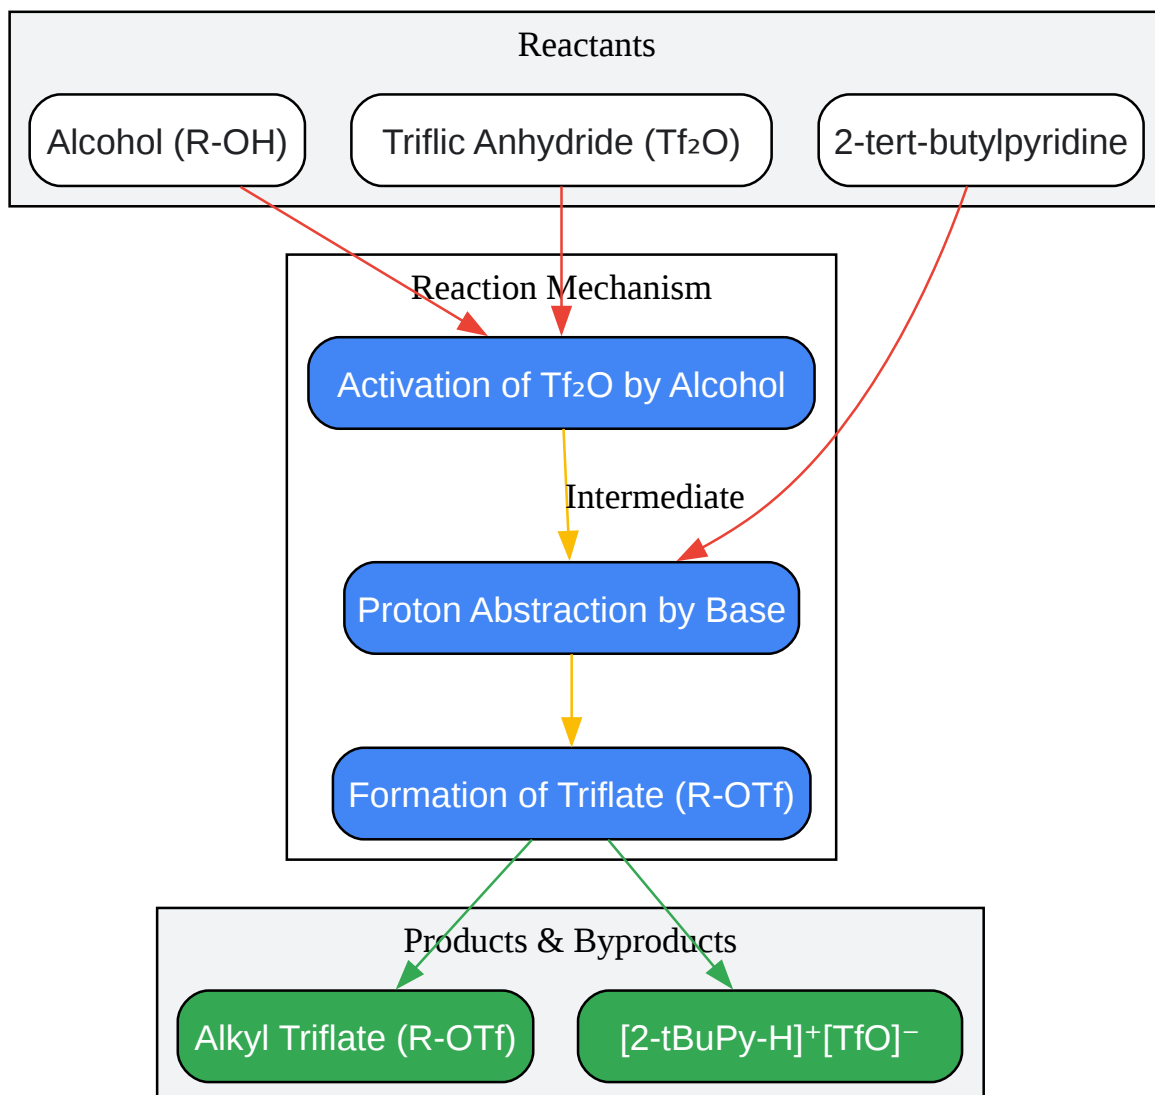 Reactants
Alcohol (R-OH)
Triflic Anhydride (Tf₂O)
2-tert-butylpyridine
Reaction Mechanism
Activation of Tf₂O by Alcohol
Intermediate
Proton Abstraction by Base
Formation of Triflate (R-OTf)
Products & Byproducts
Alkyl Triflate (R-OTf)
[2-tBuPy-H]⁺[TfO]⁻